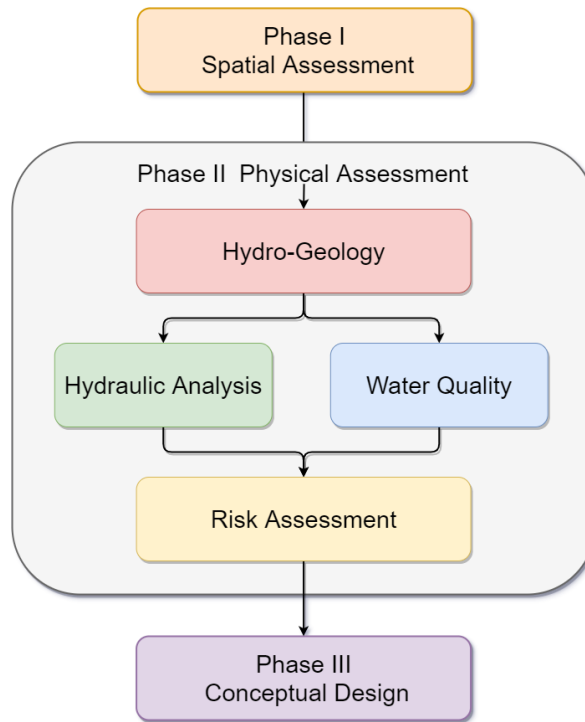 Phase I
Spatial Assessment
Phase II  Physical Assessment
Hydro-Geology
Hydraulic Analysis
Water Quality
Risk Assessment
Phase III
Conceptual Design